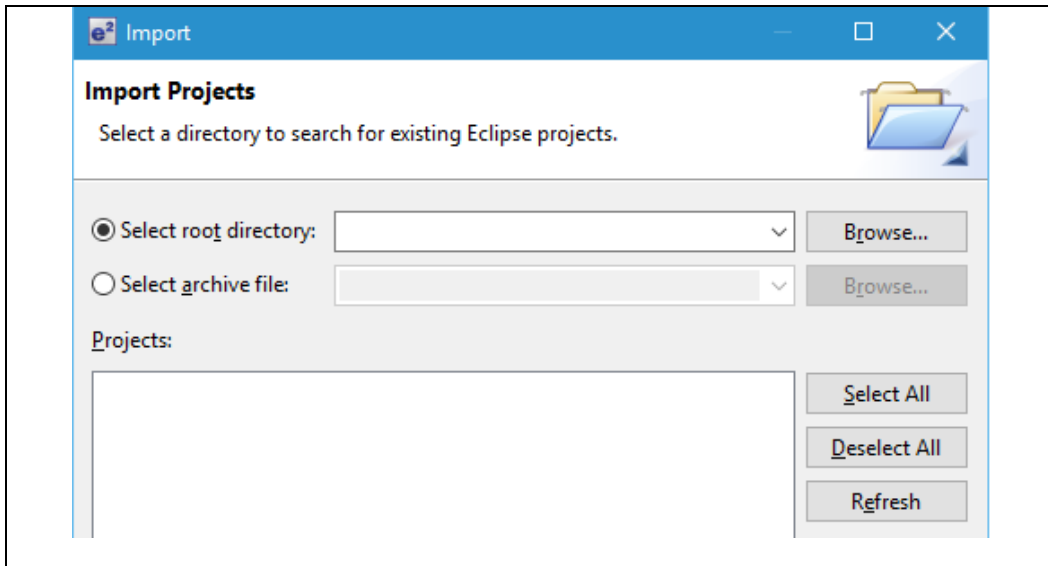 e² Import
Import Projects
Select a directory to search for existing Eclipse projects.
Select root directory: Browse...
Select archive file: Browse...
Projects:
Select All
Deselect All
Refresh